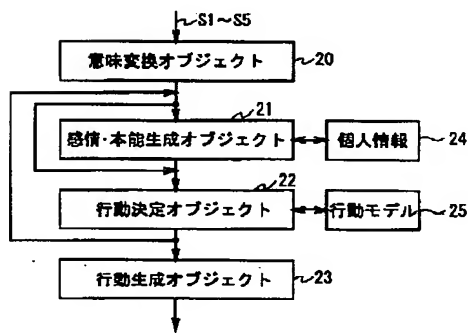 S1～S5
意味変換オブジェクト 20
21
感情・本能生成オブジェクト 個人情報 24
22
行動決定オブジェクト 行動モデル 25
行動生成オブジェクト 23